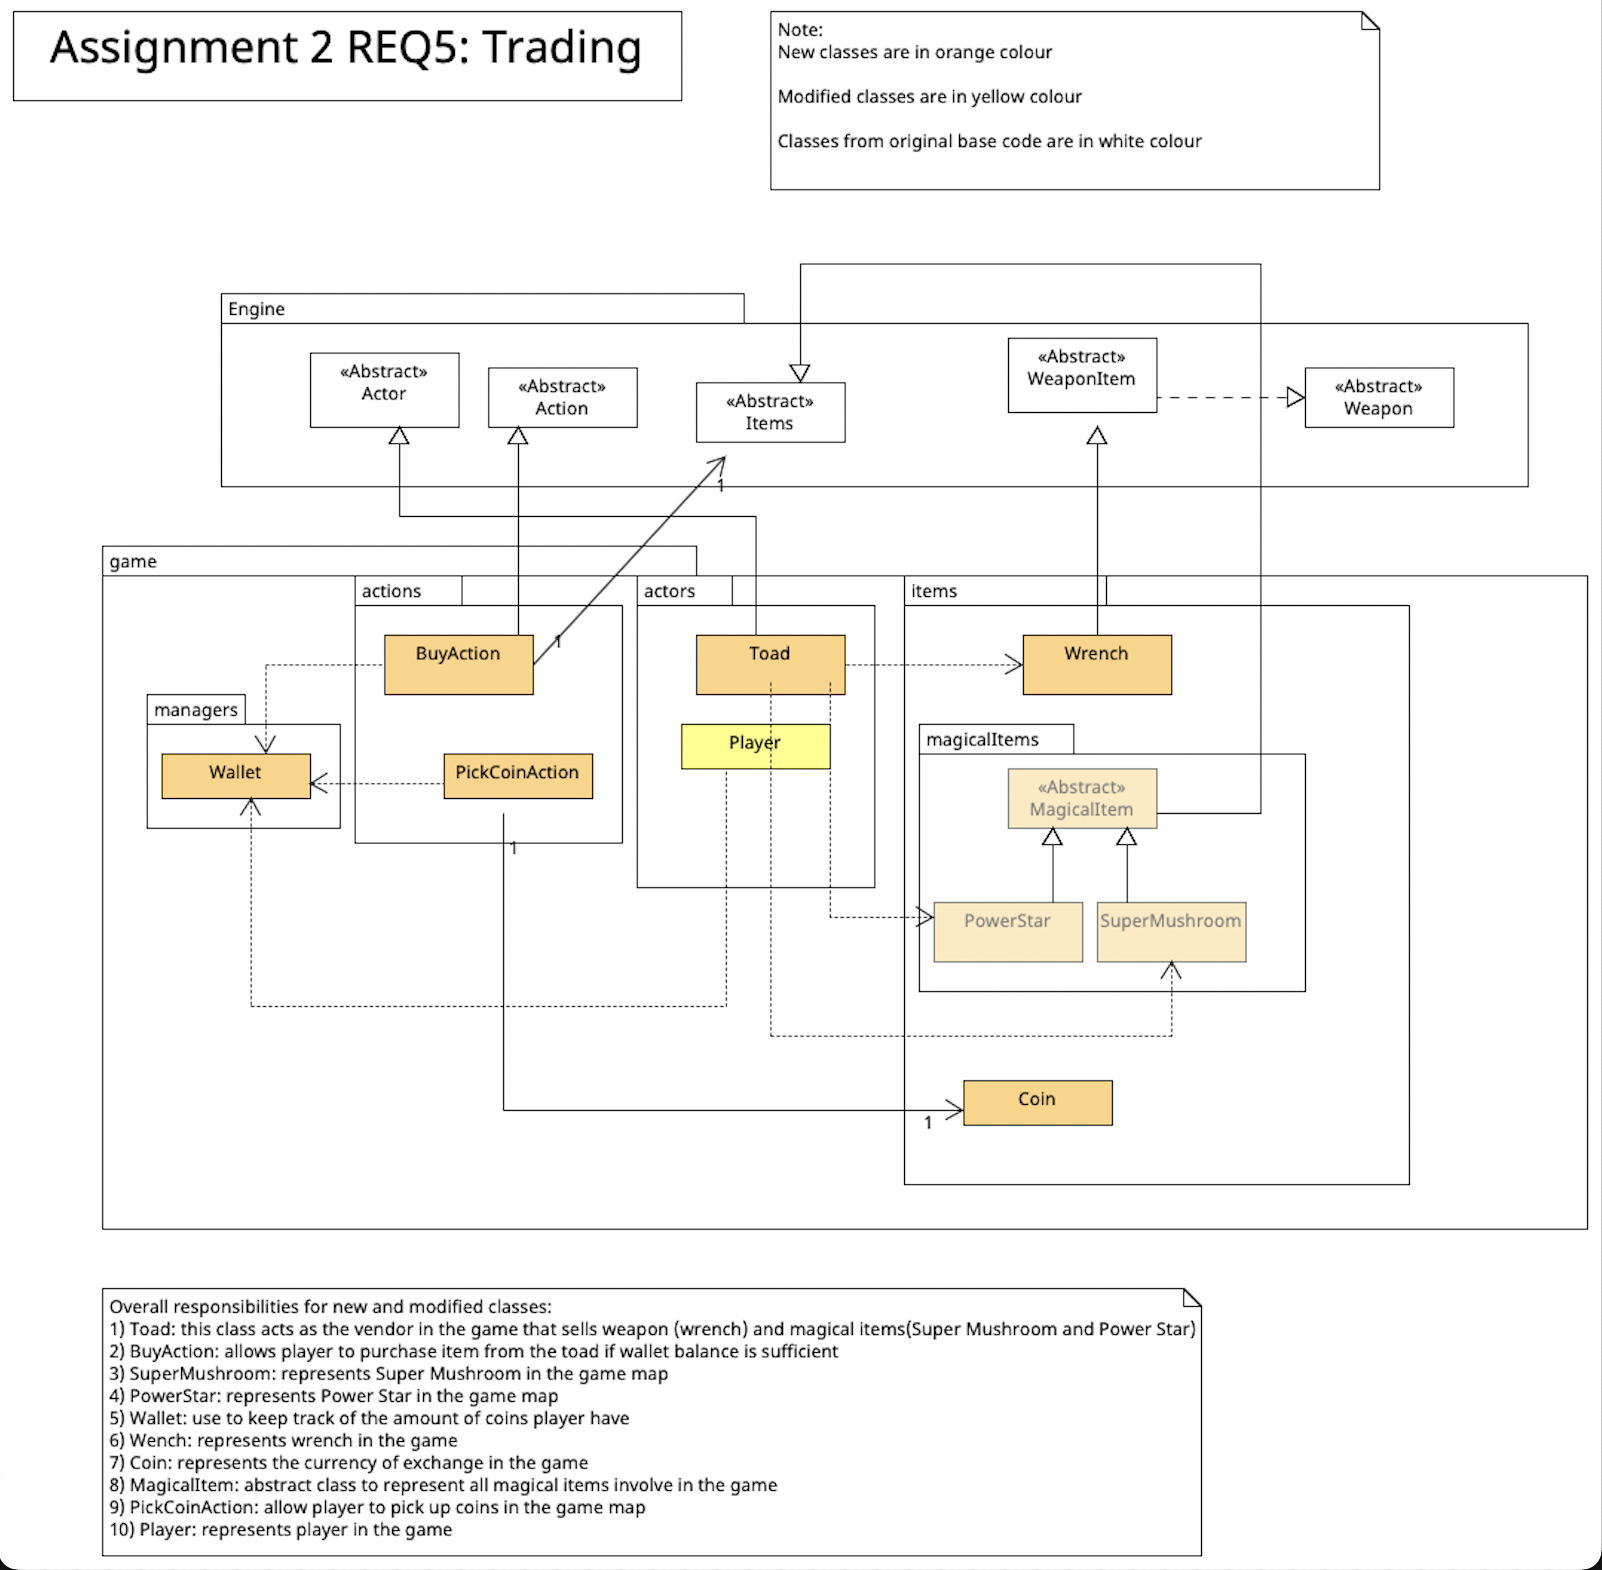 Assignment 2 REQ5: Trading
Note:
New classes are in orange colour
Modified classes are in yellow colour
Classes from original base code are in white colour
Engine
«Abstract»
Actor
«Abstract»
Action
«Abstract»
Items
«Abstract»
WeaponItem
«Abstract»
Weapon
1
game
actions
actors
items
BuyAction
1
Toad
Wrench
managers
Wallet
PickCoinAction
Player
magicalItems
«Abstract»
MagicalItem
1
PowerStar
SuperMushroom
Coin
1
Overall responsibilities for new and modified classes:
1) Toad: this class acts as the vendor in the game that sells weapon (wrench) and magical items(Super Mushroom and Power Star)
2) BuyAction: allows player to purchase item from the toad if wallet balance is sufficient
3) SuperMushroom: represents Super Mushroom in the game map
4) PowerStar: represents Power Star in the game map
5) Wallet: use to keep track of the amount of coins player have
6) Wench: represents wrench in the game
7) Coin: represents the currency of exchange in the game
8) MagicalItem: abstract class to represent all magical items involve in the game
9) PickCoinAction: allow player to pick up coins in the game map
10) Player: represents player in the game